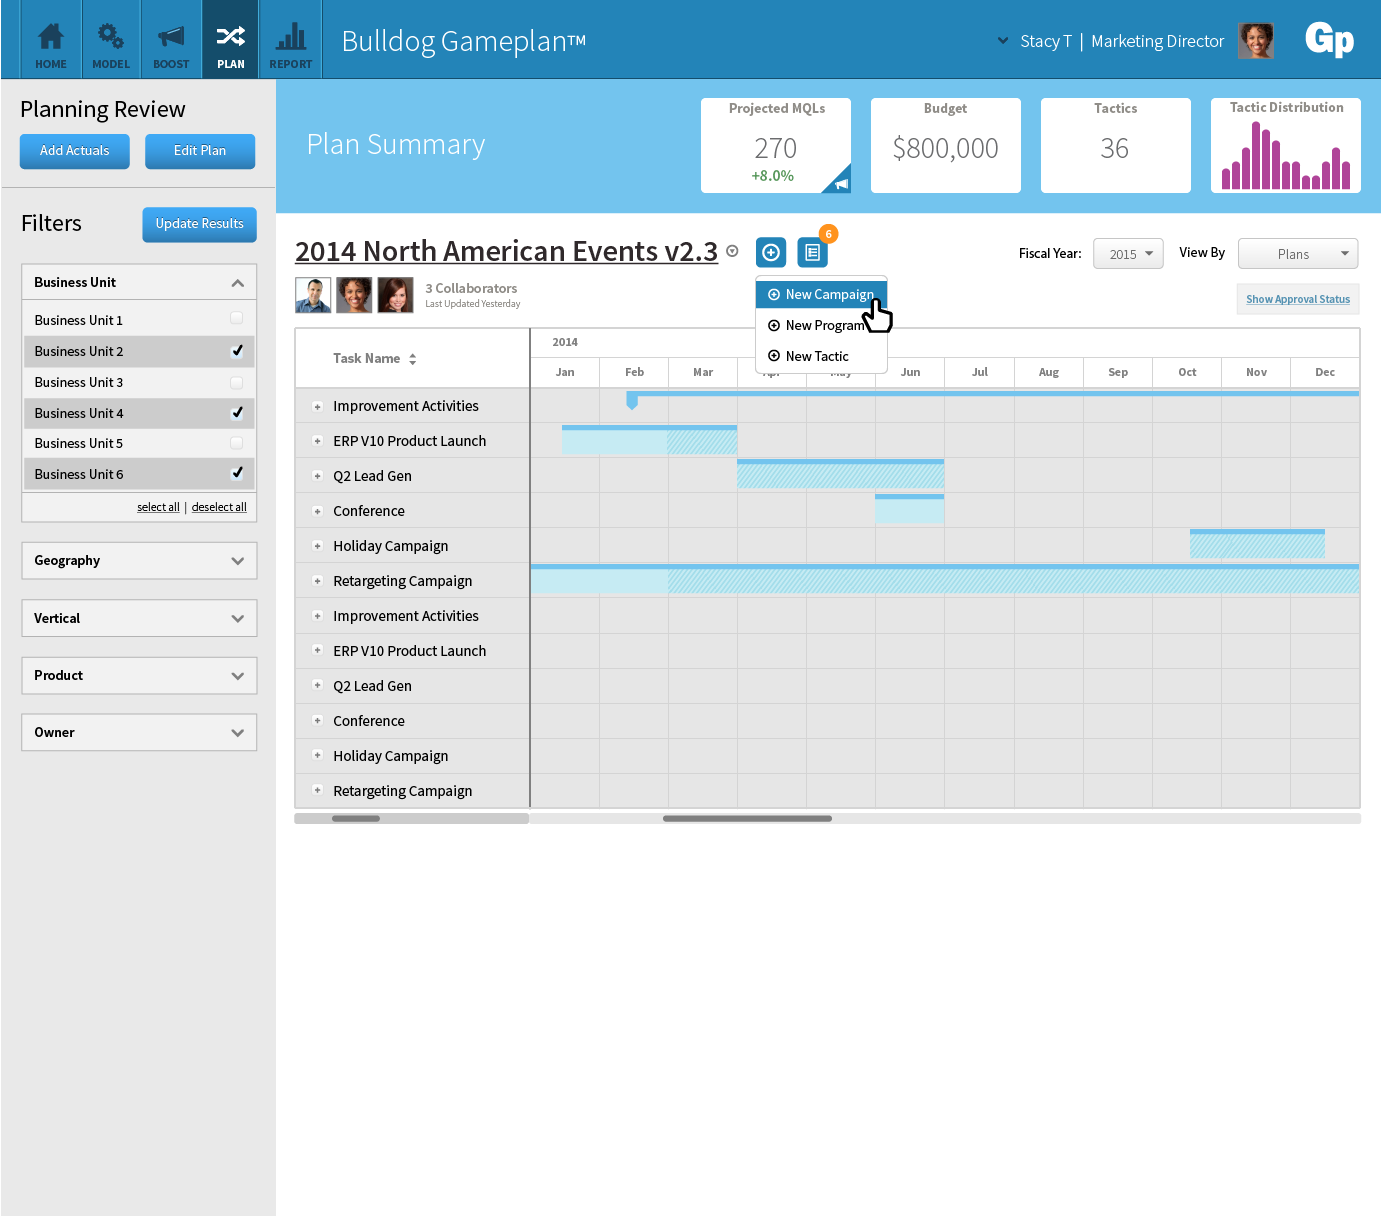 HOME MODEL BOOST PLAN REPORT
Bulldog Gameplan™
Stacy T | Marketing Director
Gp
Planning Review
Add Actuals Edit Plan
Filters Update Results
Business Unit
Business Unit 1
Business Unit 2
Business Unit 3
Business Unit 4
Business Unit 5
Business Unit 6
select all | deselect all
Geography
Vertical
Product
Owner
Plan Summary
Projected MQLs
270
+8.0%
Budget
$800,000
Tactics
36
Tactic Distribution
2014 North American Events v2.3
6
Fiscal Year: 2015 View By Plans
3 Collaborators
Last Updated Yesterday
Show Approval Status
New Campaign
New Program
New Tactic
Task Name
2014
Jan Feb Mar Apr May Jun Jul Aug Sep Oct Nov Dec
Improvement Activities
ERP V10 Product Launch
Q2 Lead Gen
Conference
Holiday Campaign
Retargeting Campaign
Improvement Activities
ERP V10 Product Launch
Q2 Lead Gen
Conference
Holiday Campaign
Retargeting Campaign